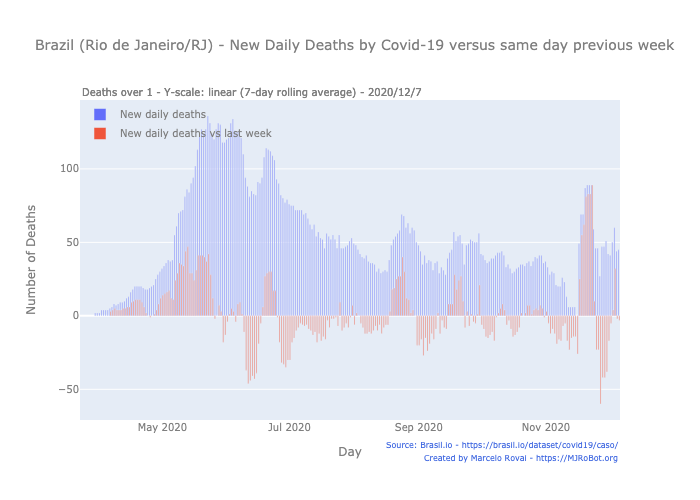 Brazil (Rio de Janeiro/RJ) - New Daily Deaths by Covid-19 versus same day previous week
Deaths over 1 - Y-scale: linear (7-day rolling average) - 2020/12/7
New daily deaths
New daily deaths vs last week
100
50
0
−50
Number of Deaths
May 2020
Jul 2020
Sep 2020
Nov 2020
Day
Source: Brasil.io - https://brasil.io/dataset/covid19/caso/
Created by Marcelo Rovai - https://MJRoBot.org